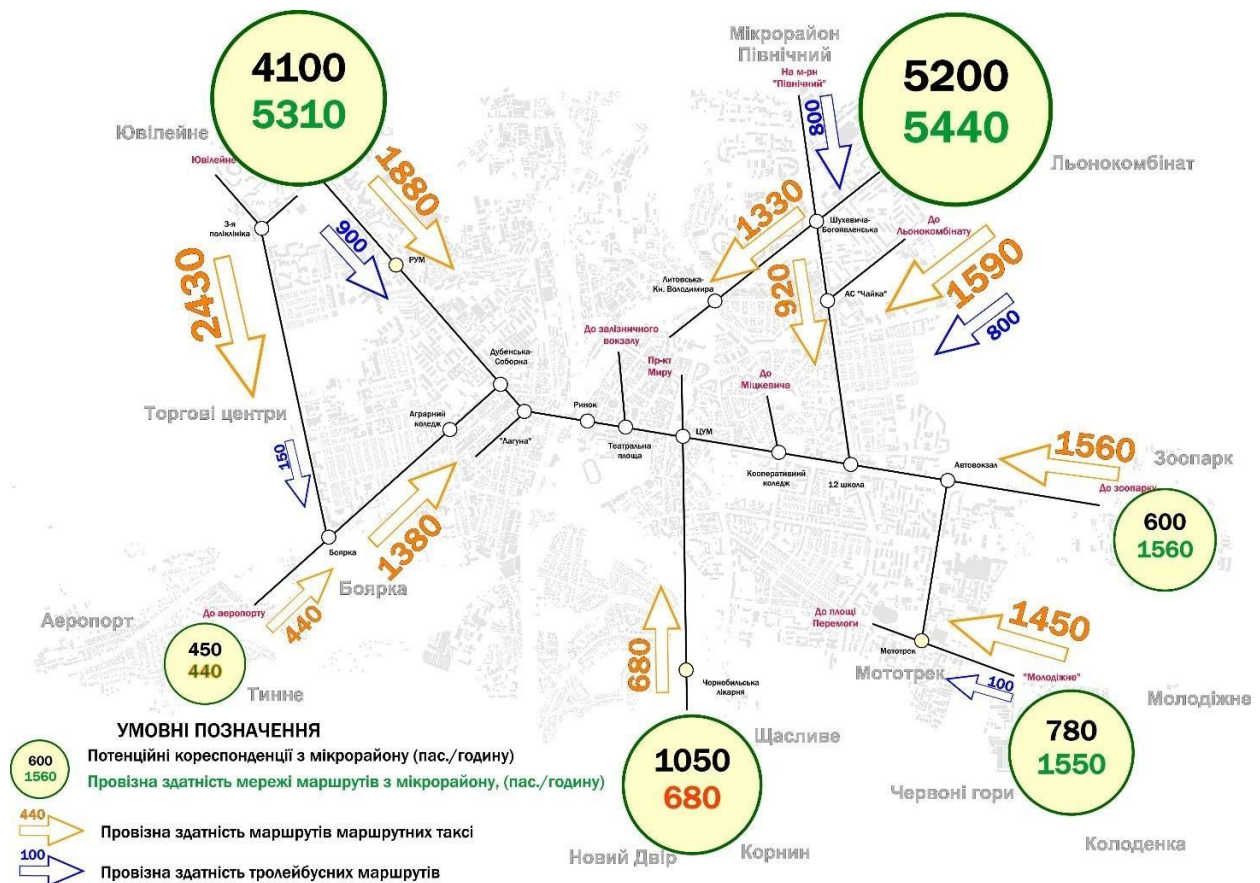 4100
5310
Мікрорайон
Північний
На м-рн
"Північний"
5200
5440
800
Ювілейне
Ювілейне
1880
Льонокомбінат
3-я
поліклініка
900
1330
Шухевича-
Богоявленська
До
Льонокомбінату
РУМ
2430
Литовська-
Кн. Володимира
920
АС "Чайка"
1590
800
До залізничного
вокзалу
Пр-кт
Миру
Дубенська-
Соборна
До
Міцкевича
Торгові центри
Аграрний
коледж
Ринок
"Лагуна"
Театральна
площа
ЦУМ
150
Кооперативний
коледж
12 школа
Автовокзал
1560
Зоопарк
До зоопарку
600
1560
Боярка
1380
Боярка
Аеропорт
До аеропорту
440
450
440
Тинне
До площі
Перемоги
1450
Мототрек
Мототрек
100
"Молодіжне"
Молодіжне
680
Чорнобильська
лікарня
Щасливе
1050
680
780
1550
Червоні гори
Новий Двір
Корнин
Колоденка
УМОВНІ ПОЗНАЧЕННЯ
600
1560
Потенційні кореспонденції з мікрорайону (пас./годину)
Провізна здатність мережі маршрутів з мікрорайону, (пас./годину)
440
Провізна здатність маршрутів маршрутних таксі
100
Провізна здатність тролейбусних маршрутів